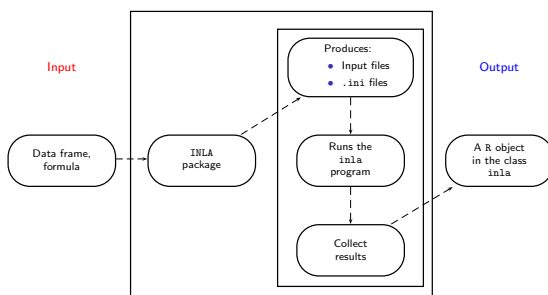 Input
Data frame,
formula
INLA
package
Produces:
Input files
.ini files
Runs the
inla
program
Collect
results
Output
A R object
in the class
inla